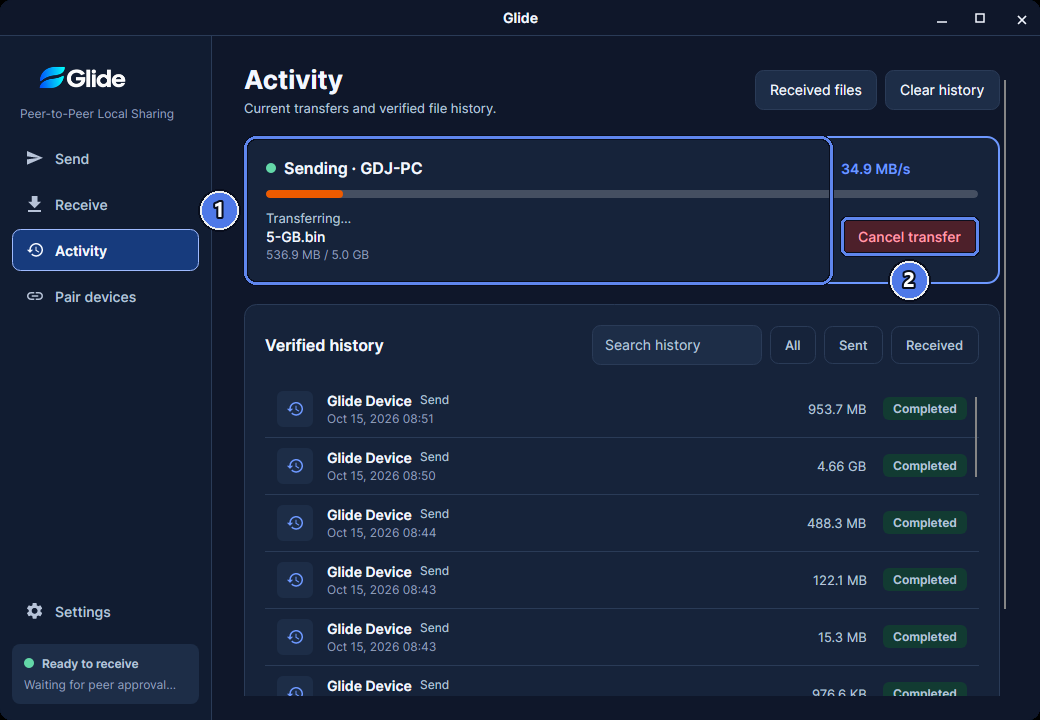 Glide
Glide
Peer-to-Peer Local Sharing
Send
Receive
Activity
Pair devices
Settings
Ready to receive
Waiting for peer approval...
Activity
Current transfers and verified file history.
Received files
Clear history
1
Sending · GDJ-PC
34.9 MB/s
Transferring...
5-GB.bin
536.9 MB / 5.0 GB
Cancel transfer
2
Verified history
Search history
All
Sent
Received
Glide Device Send
Oct 15, 2026 08:51
953.7 MB
Completed
Glide Device Send
Oct 15, 2026 08:50
4.66 GB
Completed
Glide Device Send
Oct 15, 2026 08:44
488.3 MB
Completed
Glide Device Send
Oct 15, 2026 08:43
122.1 MB
Completed
Glide Device Send
Oct 15, 2026 08:43
15.3 MB
Completed
Glide Device Send
976.6 KB
Completed